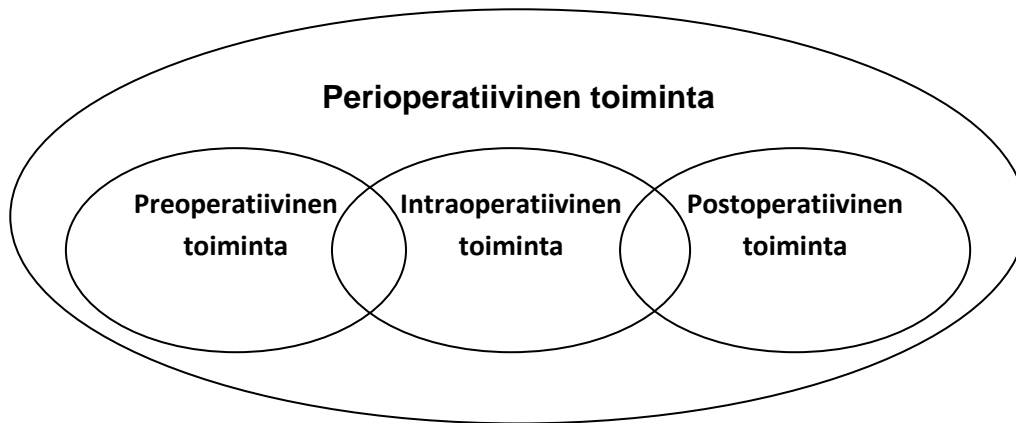 Perioperatiivinen toiminta
Preoperatiivinen
toiminta
Intraoperatiivinen
toiminta
Postoperatiivinen
toiminta